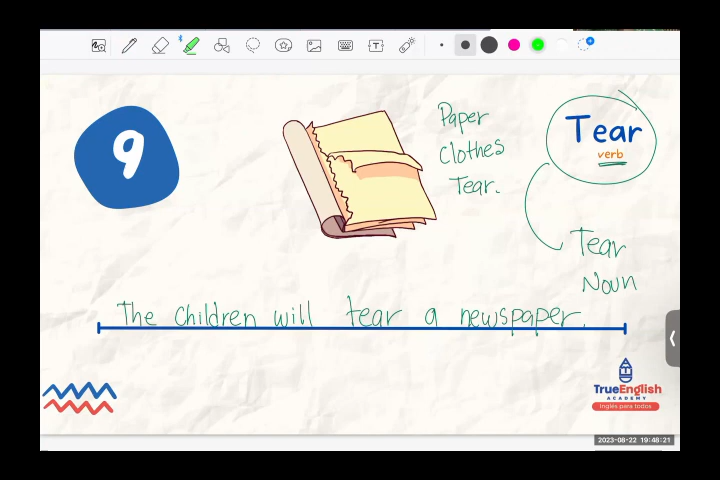 9
Paper
Clothes
Tear.
Tear
verb
Tear
Noun
The children will tear a newspaper.
TrueEnglish
ACADEMY
Inglés para todos
2023-08-22 19:48:21